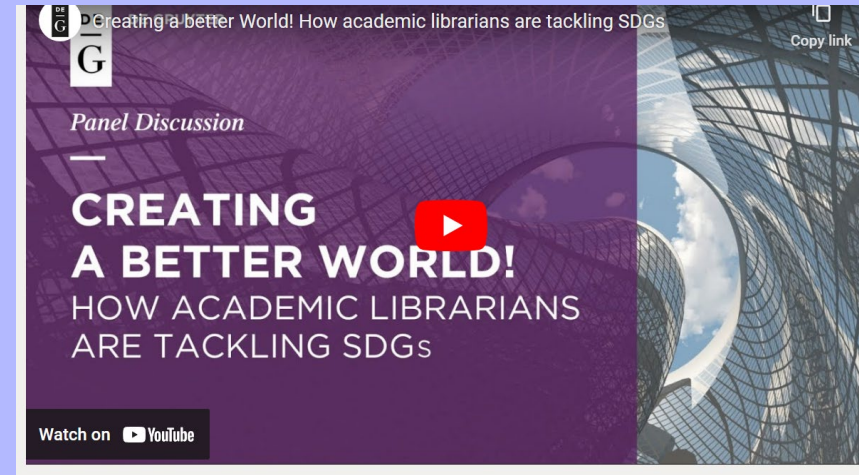 DE
G
Creating a better World! How academic librarians are tackling SDGs
Copy link
DE
G
Panel Discussion
CREATING
A BETTER WORLD!
HOW ACADEMIC LIBRARIANS
ARE TACKLING SDGs
Watch on YouTube